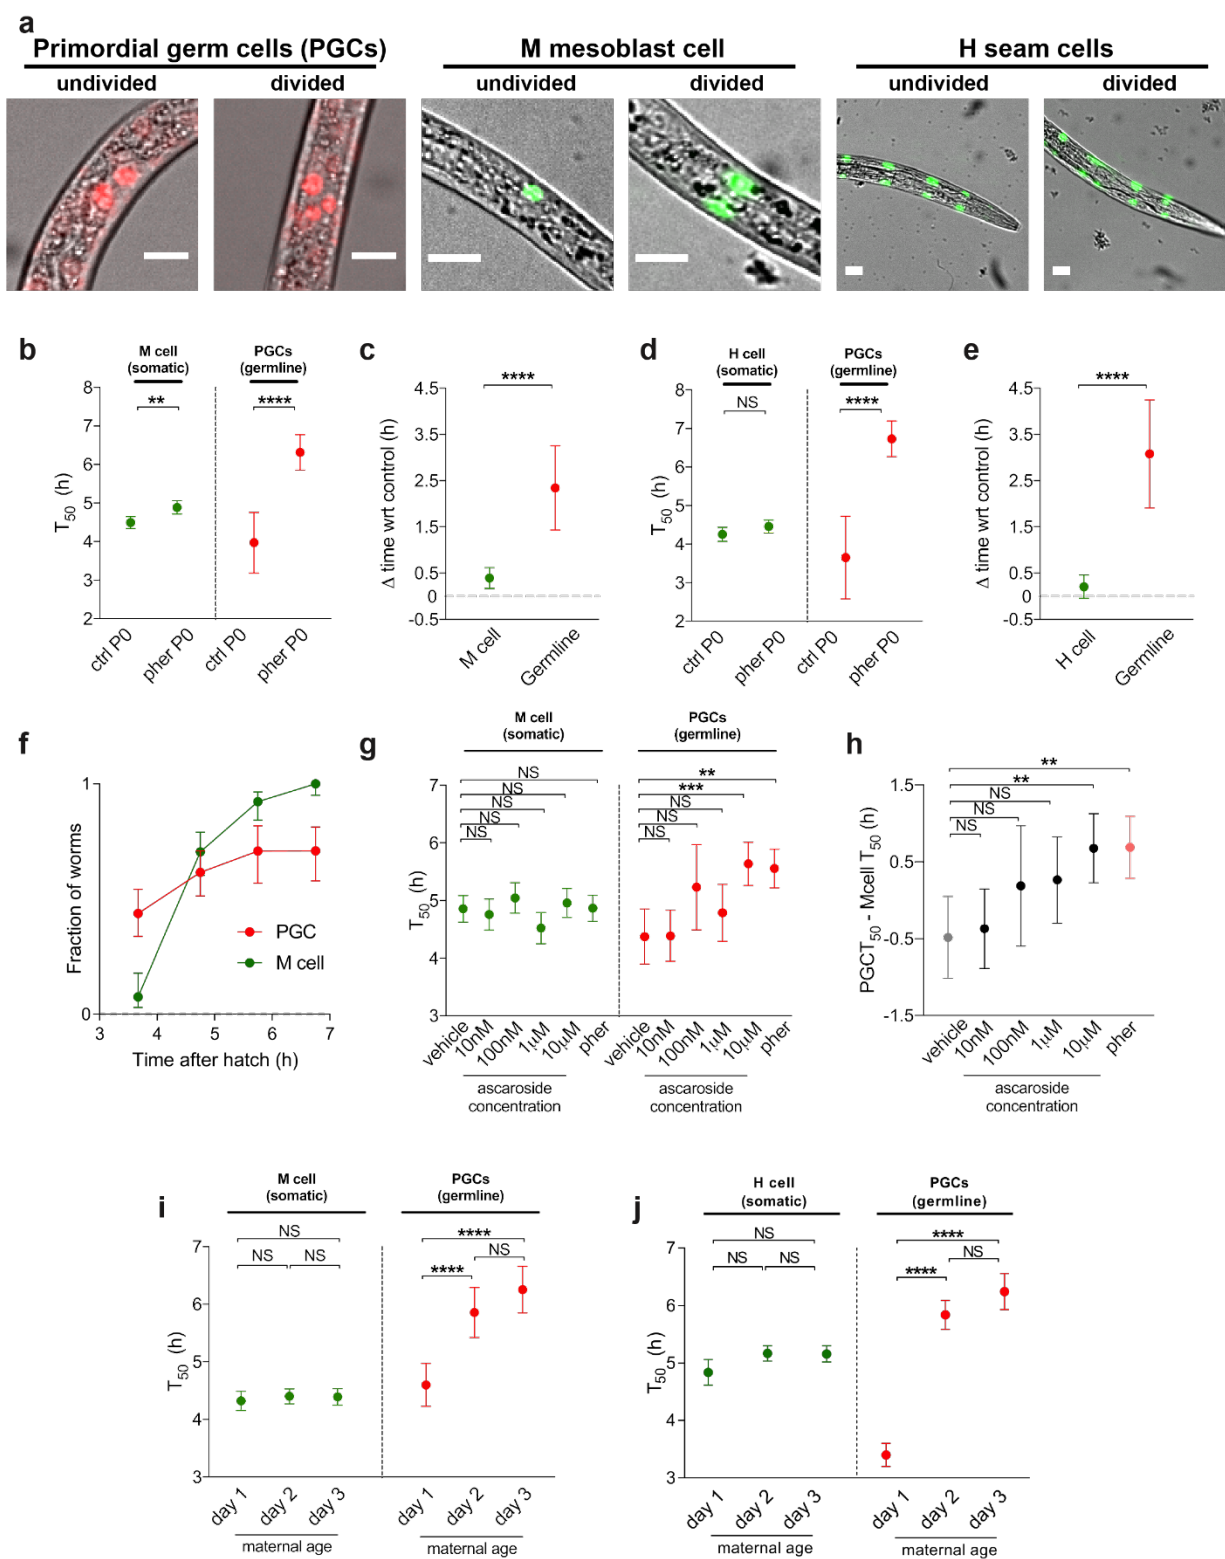 a
Primordial germ cells (PGCs)
M mesoblast cell
H seam cells
undivided
divided
undivided
divided
undivided
divided
b
M cell
(somatic)
PGCs
(germline)
**
****
8
7
6
5
4
3
2
T50 (h)
ctrl P0
pher P0
ctrl P0
pher P0
c
****
4.5
3.5
2.5
1.5
0.5
0
-0.5
Δ time wrt control (h)
M cell
Germline
d
H cell
(somatic)
PGCs
(germline)
NS
****
8
7
6
5
4
3
2
T50 (h)
ctrl P0
pher P0
ctrl P0
pher P0
e
****
4.5
3.5
2.5
1.5
0.5
0
-0.5
Δ time wrt control (h)
H cell
Germline
f
1
0
Fraction of worms
PGC
M cell
3
4
5
6
7
Time after hatch (h)
g
M cell
(somatic)
PGCs
(germline)
NS
NS
NS
NS
NS
**
***
NS
NS
NS
7
6
5
4
3
T50 (h)
vehicle
10nM
100nM
1μM
10μM
pher
vehicle
10nM
100nM
1μM
10μM
pher
ascaroside
concentration
ascaroside
concentration
h
**
**
NS
NS
NS
1.5
0.5
-0.5
-1.5
PGCT50 - Mcell T50 (h)
vehicle
10nM
100nM
1μM
10μM
pher
ascaroside
concentration
i
M cell
(somatic)
PGCs
(germline)
NS
NS
NS
****
NS
****
7
6
5
4
3
T50 (h)
day 1
day 2
day 3
day 1
day 2
day 3
maternal age
maternal age
j
H cell
(somatic)
PGCs
(germline)
NS
NS
NS
****
NS
****
7
6
5
4
3
T50 (h)
day 1
day 2
day 3
day 1
day 2
day 3
maternal age
maternal age